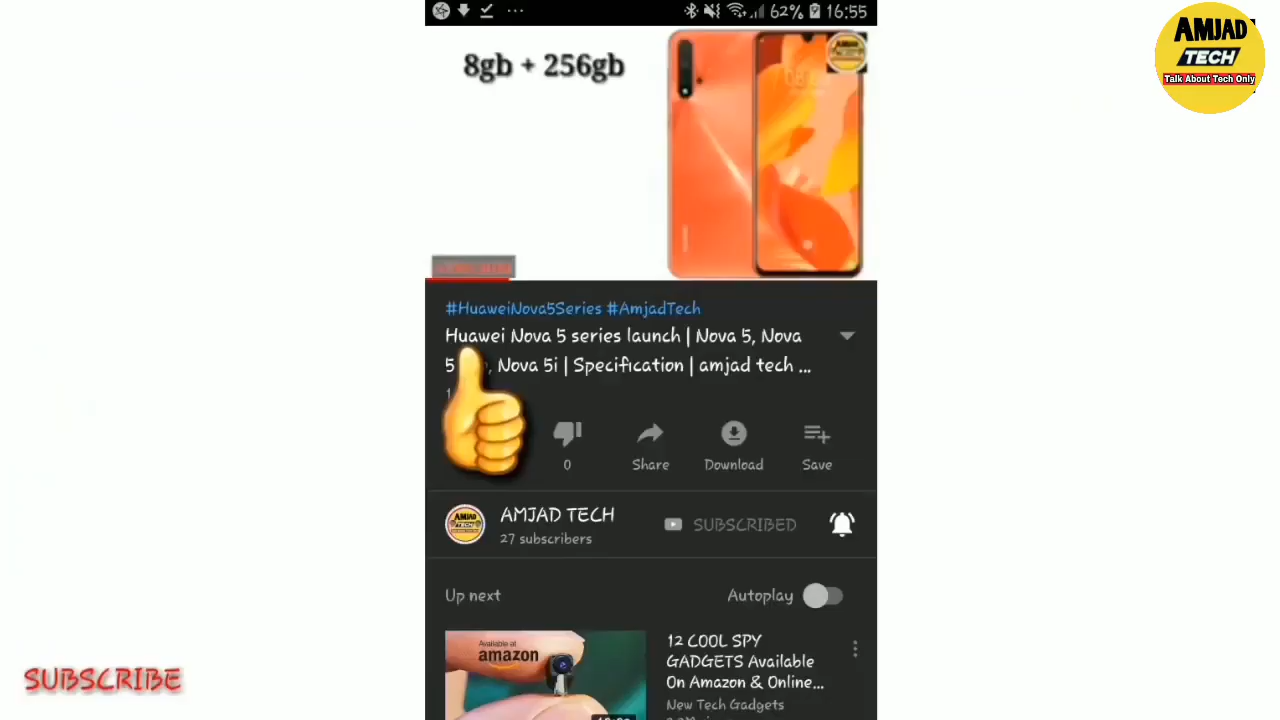 62% 16:55
AMJAD
TECH
Talk About Tech Only
8gb + 256gb
#HuaweiNova5Series #AmjadTech
Huawei Nova 5 series launch | Nova 5, Nova
5 , Nova 5i | Specification | amjad tech ...
0
Share
Download
Save
AMJAD TECH
SUBSCRIBED
27 subscribers
Up next
Autoplay
Available at
amazon
12 COOL SPY
GADGETS Available
On Amazon & Online...
New Tech Gadgets
SUBSCRIBE